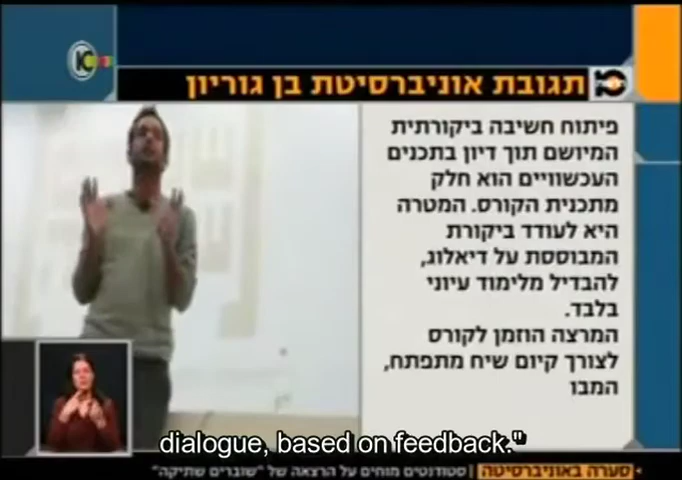 10
תגובת אוניברסיטת בן גוריון
10
פיתוח חשיבה ביקורתית
המיושם תוך דיון בתכנים
העכשוויים הוא חלק
מתכנית הקורס. המטרה
היא לעודד ביקורת
המבוססת על דיאלוג,
להבדיל מלימוד עיוני
בלבד.
המרצה הוזמן לקורס
לצורך קיום שיח מתפתח,
המבו
dialogue, based on feedback."
סערה באוניברסיטה | סטודנטים מוחים על הרצאה של "שוברים שתיקה"